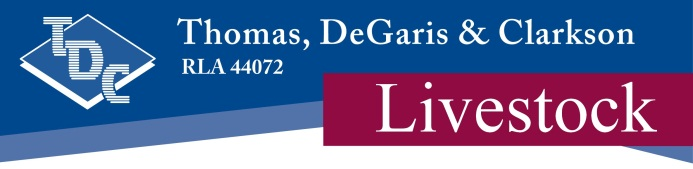 TDC
Thomas, DeGaris & Clarkson
RLA 44072
Livestock